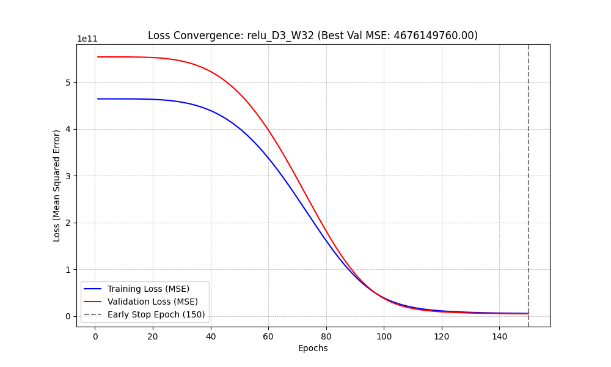 Loss Convergence: relu_D3_W32 (Best Val MSE: 4676149760.00)
1e11
5
4
3
2
1
0
Loss (Mean Squared Error)
Training Loss (MSE)
Validation Loss (MSE)
Early Stop Epoch (150)
0 20 40 60 80 100 120 140
Epochs